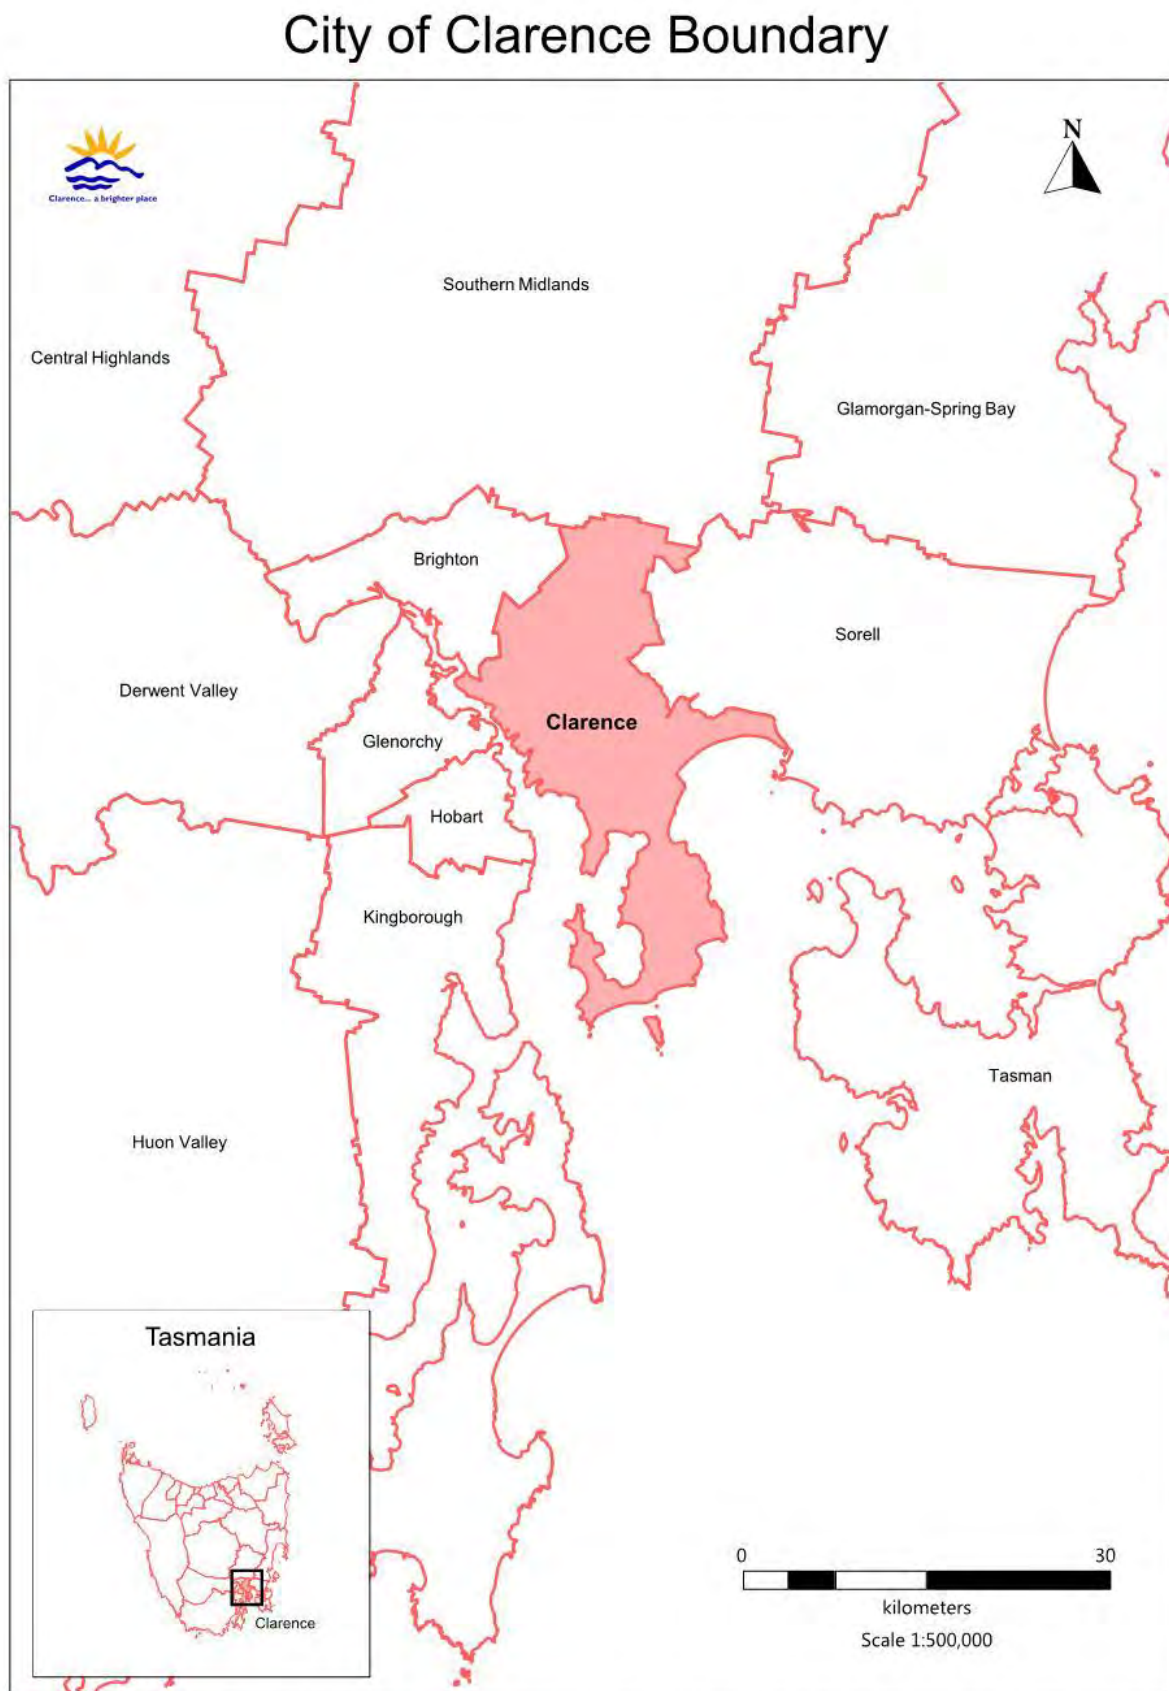 City of Clarence Boundary
Clarence... a brighter place
N
Southern Midlands
Central Highlands
Glamorgan-Spring Bay
Brighton
Sorell
Derwent Valley
Clarence
Glenorchy
Hobart
Kingborough
Tasman
Huon Valley
Tasmania
Clarence
0 30
kilometers
Scale 1:500,000